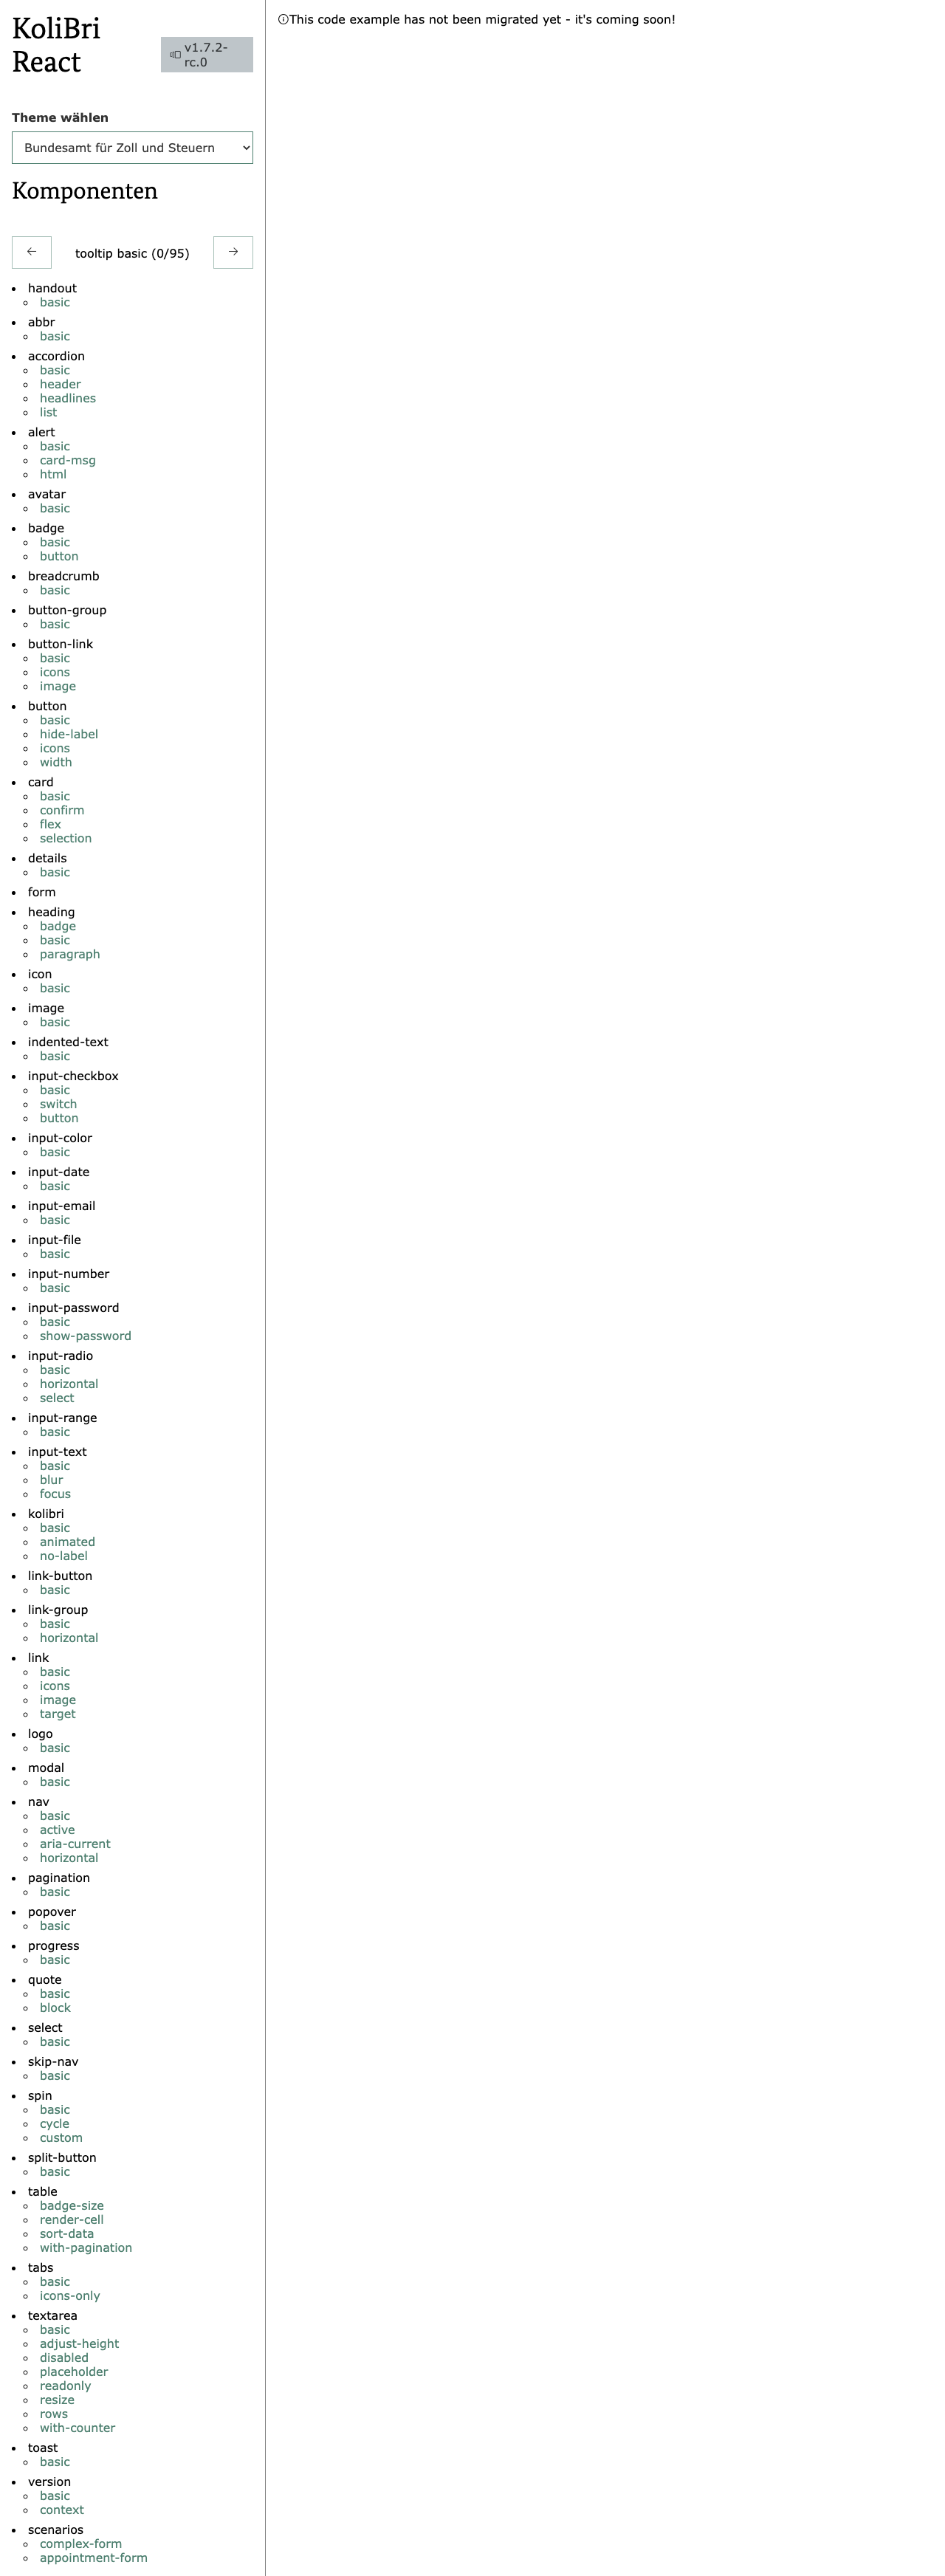 KoliBri
React
v1.7.2-
rc.0
Theme wählen
Bundesamt für Zoll und Steuern
Komponenten
tooltip basic (0/95)
handout
basic
abbr
basic
accordion
basic
header
headlines
list
alert
basic
card-msg
html
avatar
basic
badge
basic
button
breadcrumb
basic
button-group
basic
button-link
basic
icons
image
button
basic
hide-label
icons
width
card
basic
confirm
flex
selection
details
basic
form
heading
badge
basic
paragraph
icon
basic
image
basic
indented-text
basic
input-checkbox
basic
switch
button
input-color
basic
input-date
basic
input-email
basic
input-file
basic
input-number
basic
input-password
basic
show-password
input-radio
basic
horizontal
select
input-range
basic
input-text
basic
blur
focus
kolibri
basic
animated
no-label
link-button
basic
link-group
basic
horizontal
link
basic
icons
image
target
logo
basic
modal
basic
nav
basic
active
aria-current
horizontal
pagination
basic
popover
basic
progress
basic
quote
basic
block
select
basic
skip-nav
basic
spin
basic
cycle
custom
split-button
basic
table
badge-size
render-cell
sort-data
with-pagination
tabs
basic
icons-only
textarea
basic
adjust-height
disabled
placeholder
readonly
resize
rows
with-counter
toast
basic
version
basic
context
scenarios
complex-form
appointment-form
This code example has not been migrated yet - it's coming soon!